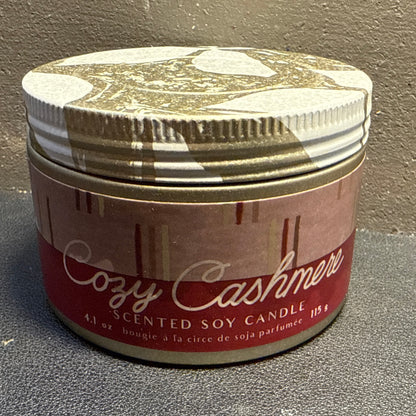 Cozy Cashmere
SCENTED SOY CANDLE
4.1 oz bougie à la circe de soja parfumée 115 g